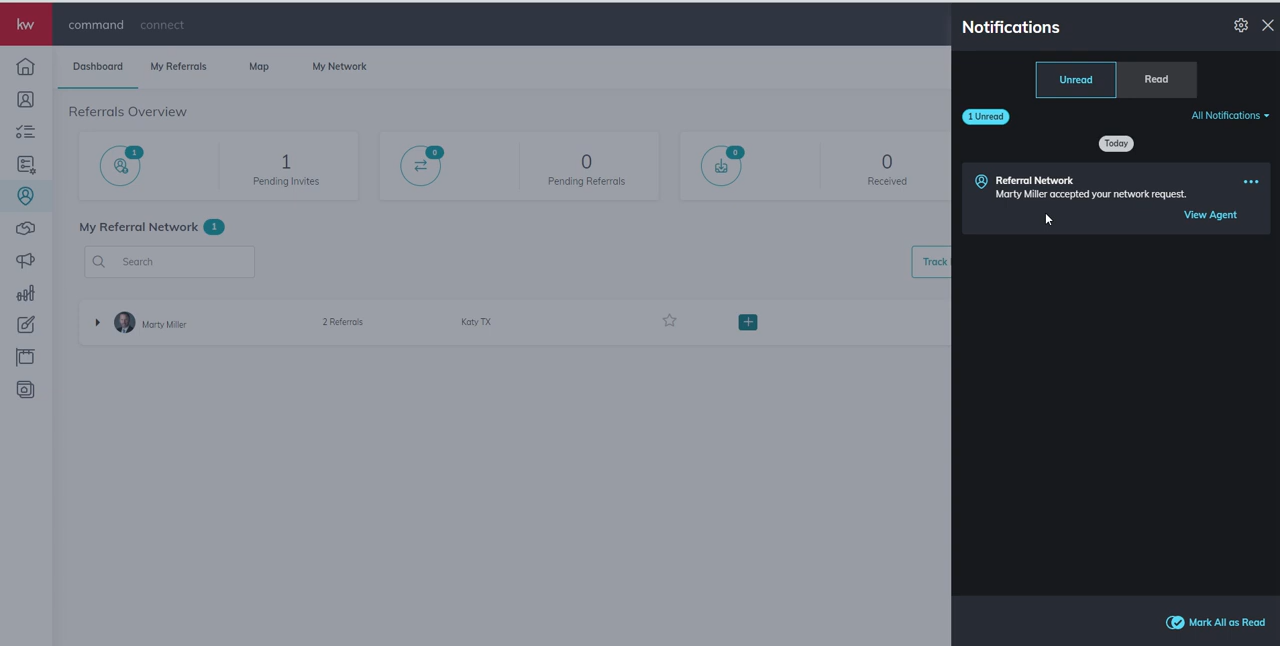 kw
command connect
Dashboard My Referrals Map My Network
Referrals Overview
1
1
Pending Invites
0
0
Pending Referrals
0
0
Received
My Referral Network 1
Search
Track
Marty Miller 2 Referrals Katy TX
Notifications
Unread Read
1 Unread All Notifications
Today
Referral Network
Marty Miller accepted your network request.
View Agent
Mark All as Read